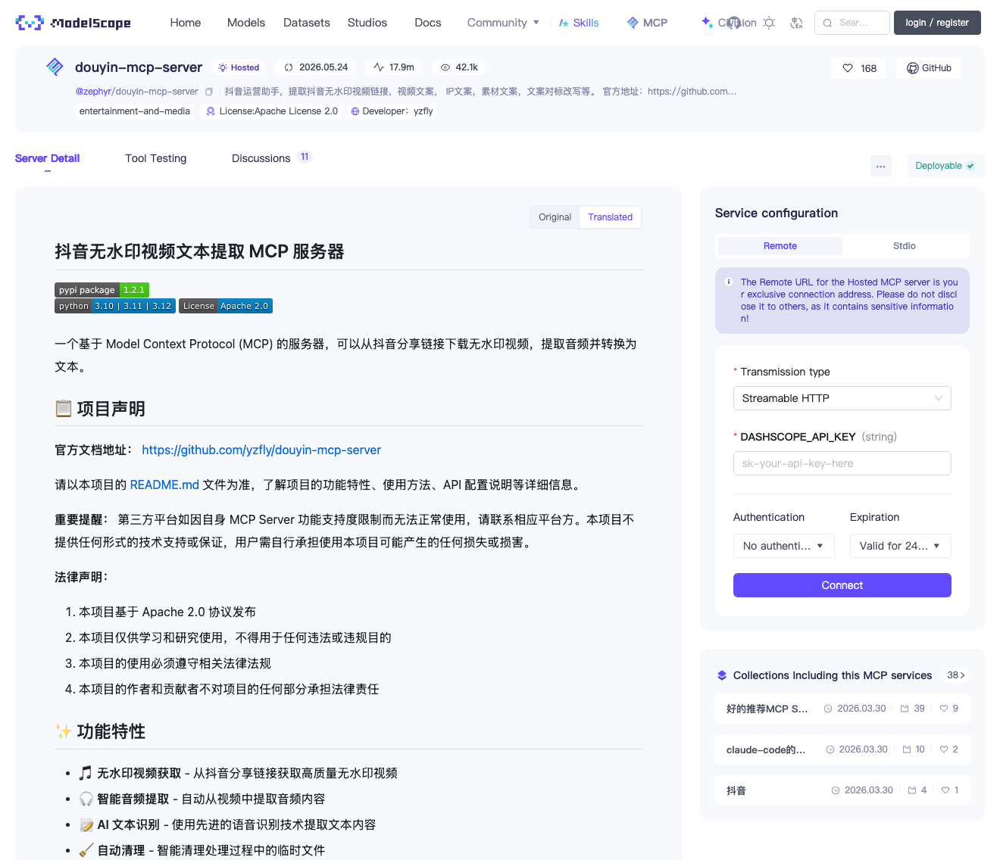 ModelScope
Home
Models
Datasets
Studios
Docs
Community
Skills
MCP
Sear...
login / register
douyin-mcp-server
Hosted
2026.05.24
17.9m
42.1k
168
GitHub
@zephyr/douyin-mcp-server
抖音运营助手，提取抖音无水印视频链接，视频文案， IP文案，素材文案，文案对标改写等。 官方地址：https://github.com...
entertainment-and-media
License:Apache License 2.0
Developer：yzfly
Server Detail
Tool Testing
Discussions 11
...
Deployable
Original
Translated
抖音无水印视频文本提取 MCP 服务器
pypi package 1.2.1
python 3.10 | 3.11 | 3.12
License Apache 2.0
一个基于 Model Context Protocol (MCP) 的服务器，可以从抖音分享链接下载无水印视频，提取音频并转换为
文本。
📋 项目声明
官方文档地址： https://github.com/yzfly/douyin-mcp-server
请以本项目的 README.md 文件为准，了解项目的功能特性、使用方法、API 配置说明等详细信息。
重要提醒： 第三方平台如因自身 MCP Server 功能支持度限制而无法正常使用，请联系相应平台方。本项目不
提供任何形式的技术支持或保证，用户需自行承担使用本项目可能产生的任何损失或损害。
法律声明：
1. 本项目基于 Apache 2.0 协议发布
2. 本项目仅供学习和研究使用，不得用于任何违法或违规目的
3. 本项目的使用必须遵守相关法律法规
4. 本项目的作者和贡献者不对项目的任何部分承担法律责任
✨ 功能特性
• 🎵 无水印视频获取 - 从抖音分享链接获取高质量无水印视频
• 🎧 智能音频提取 - 自动从视频中提取音频内容
• 📝 AI 文本识别 - 使用先进的语音识别技术提取文本内容
• 🧹 自动清理 - 智能清理处理过程中的临时文件
Service configuration
Remote
Stdio
The Remote URL for the Hosted MCP server is you
r exclusive connection address. Please do not discl
ose it to others, as it contains sensitive informatio
n!
* Transmission type
Streamable HTTP
* DASHSCOPE_API_KEY (string)
sk-your-api-key-here
Authentication
Expiration
No authenti...
Valid for 24...
Connect
Collections Including this MCP services
38
好的推荐MCP S...
2026.03.30
39
9
claude-code的...
2026.03.30
10
2
抖音
2026.03.30
4
1